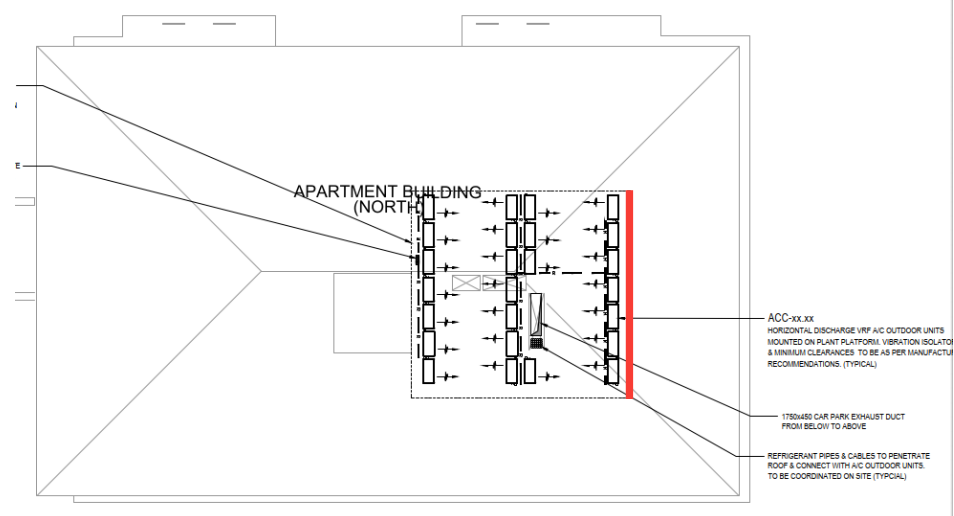 APARTMENT BUILDING
(NORTH)
ACC-xx.xx
HORIZONTAL DISCHARGE VRF A/C OUTDOOR UNITS
MOUNTED ON PLANT PLATFORM. VIBRATION
& MINIMUM CLEARANCES TO BE AS PER
RECOMMENDATIONS. (TYPICAL)
1750x450 CAR PARK EXHAUST DUCT
FROM BELOW TO ABOVE
REFRIGERANT PIPES & CABLES TO PENETRATE
ROOF & CONNECT WITH A/C OUTDOOR UNITS.
TO BE COORDINATED ON SITE (TYPCIAL)